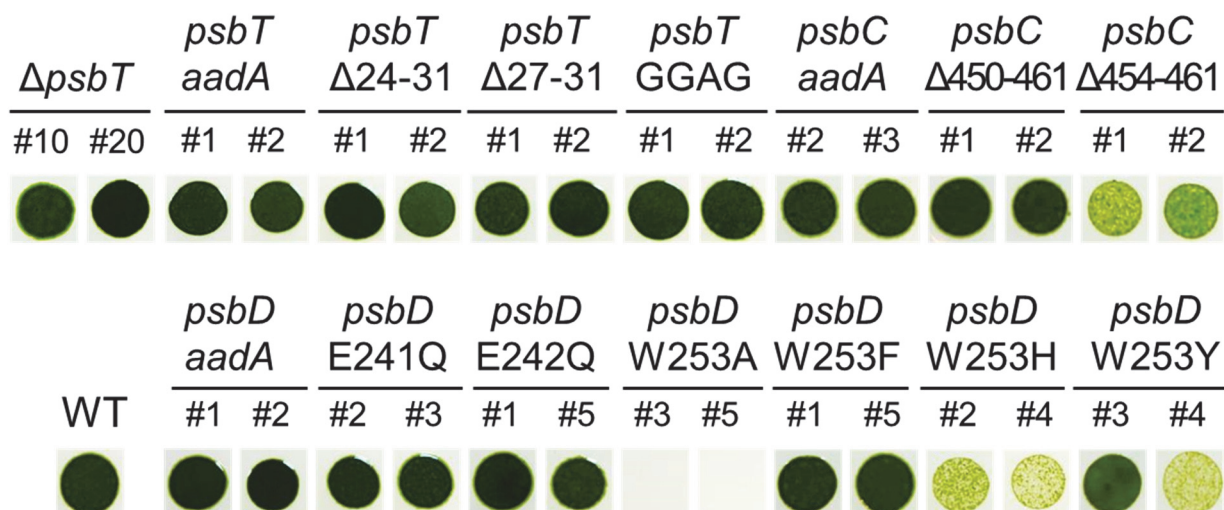 psbT psbT psbT psbT psbC psbC psbC
ΔpsbT aadA Δ24-31 Δ27-31 GGAG aadA Δ450-461 Δ454-461
#10 #20 #1 #2 #1 #2 #1 #2 #1 #2 #2 #3 #1 #2 #1 #2
psbD psbD psbD psbD psbD psbD psbD
aadA E241Q E242Q W253A W253F W253H W253Y
WT #1 #2 #2 #3 #1 #5 #3 #5 #1 #5 #2 #4 #3 #4